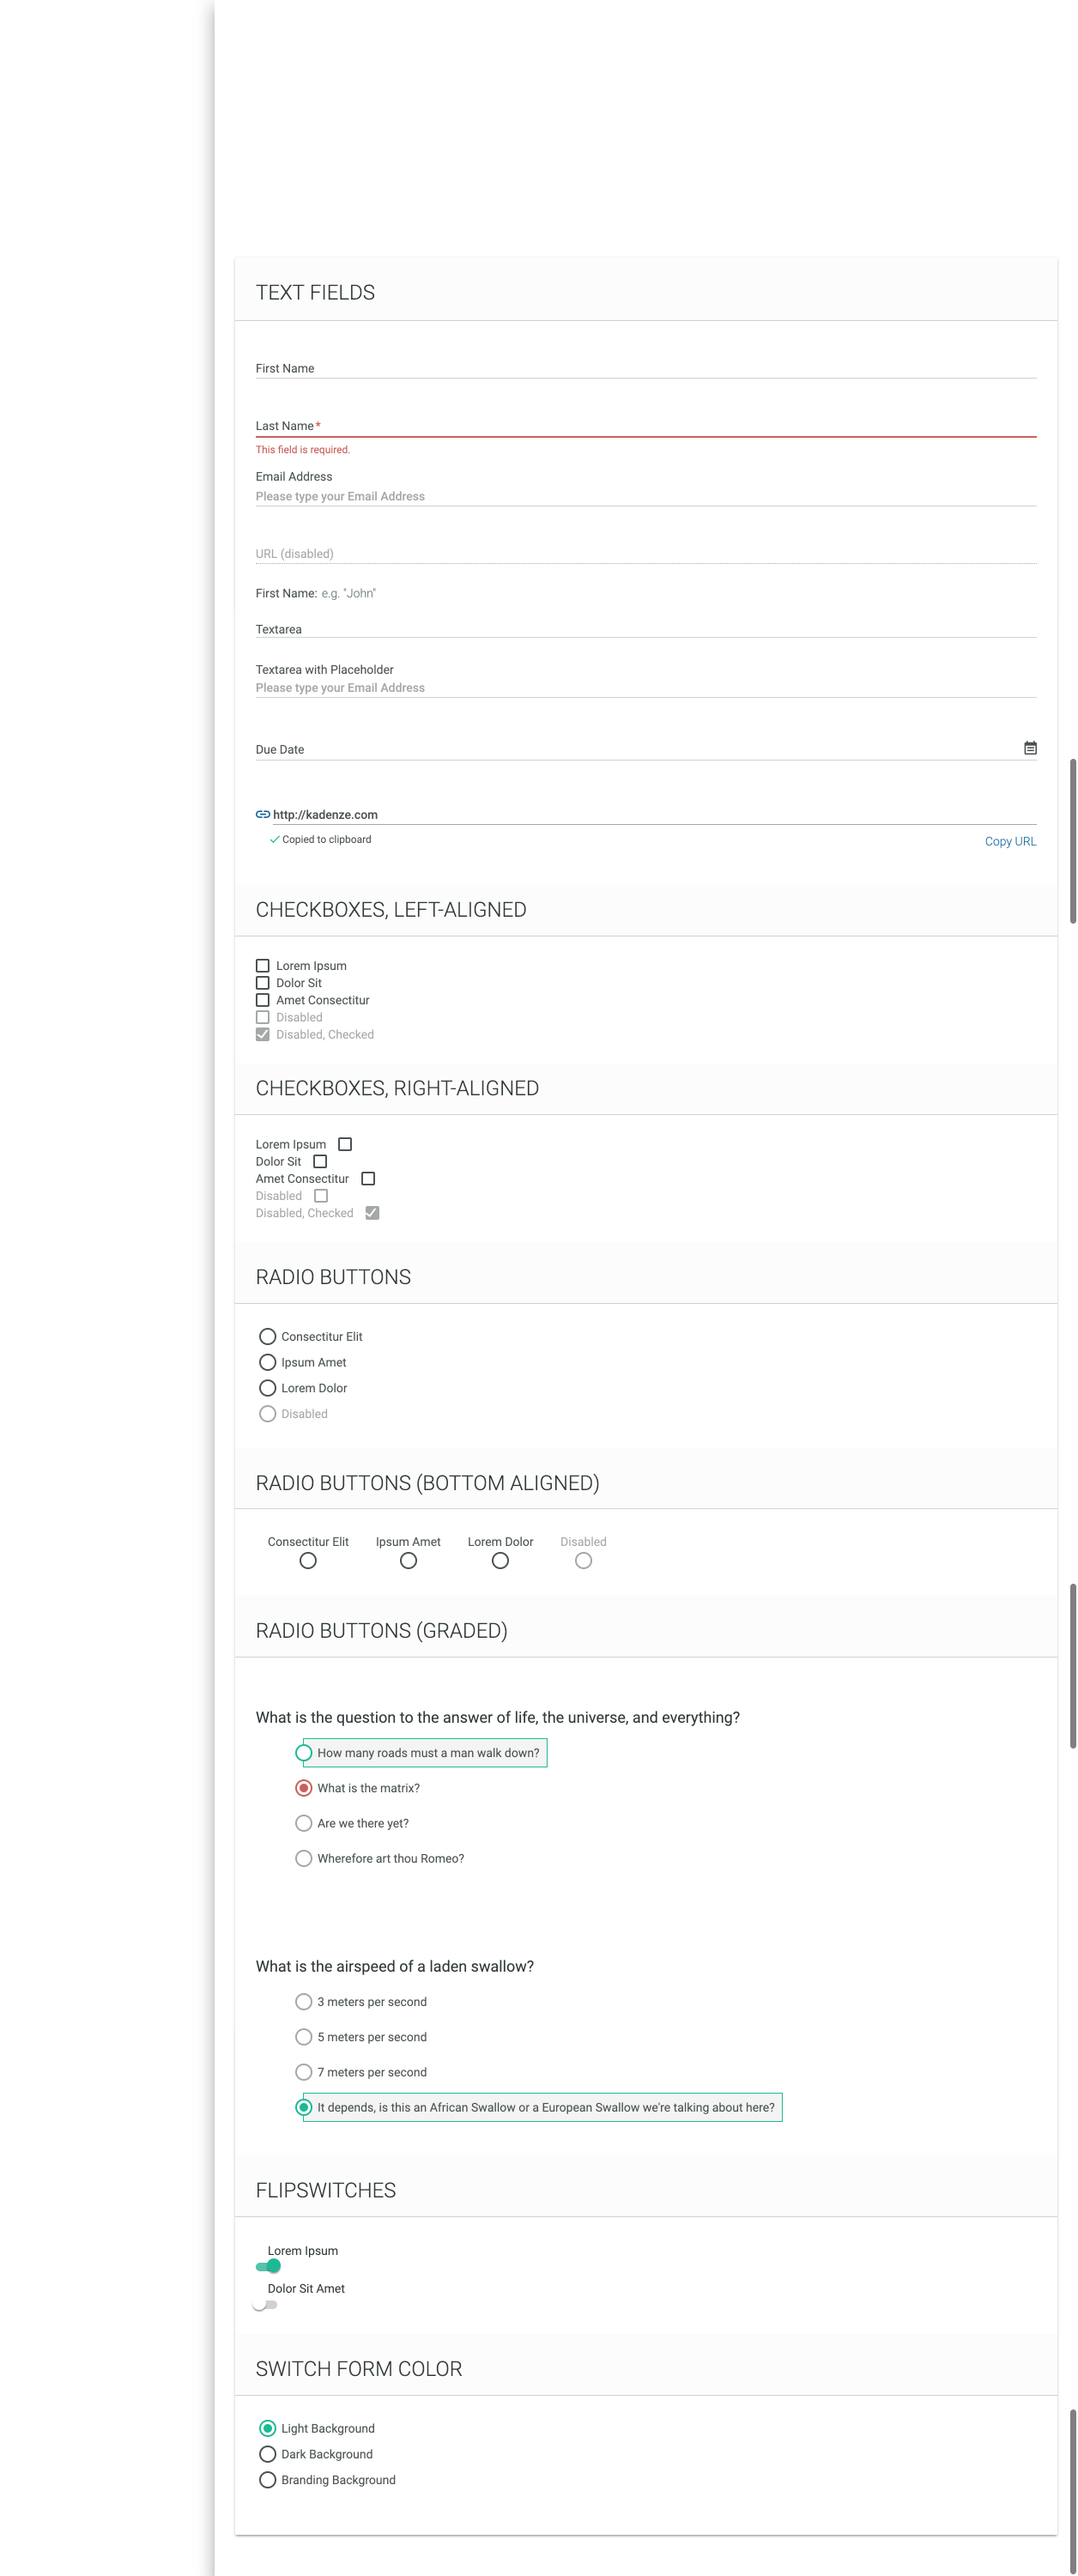 TEXT FIELDS
First Name
Last Name*
This field is required.
Email Address
Please type your Email Address
URL (disabled)
First Name: e.g. "John"
Textarea
Textarea with Placeholder
Please type your Email Address
Due Date
http://kadenze.com
Copied to clipboard
Copy URL
CHECKBOXES, LEFT-ALIGNED
Lorem Ipsum
Dolor Sit
Amet Consectitur
Disabled
Disabled, Checked
CHECKBOXES, RIGHT-ALIGNED
Lorem Ipsum
Dolor Sit
Amet Consectitur
Disabled
Disabled, Checked
RADIO BUTTONS
Consectitur Elit
Ipsum Amet
Lorem Dolor
Disabled
RADIO BUTTONS (BOTTOM ALIGNED)
Consectitur Elit Ipsum Amet Lorem Dolor Disabled
RADIO BUTTONS (GRADED)
What is the question to the answer of life, the universe, and everything?
How many roads must a man walk down?
What is the matrix?
Are we there yet?
Wherefore art thou Romeo?
What is the airspeed of a laden swallow?
3 meters per second
5 meters per second
7 meters per second
It depends, is this an African Swallow or a European Swallow we're talking about here?
FLIPSWITCHES
Lorem Ipsum
Dolor Sit Amet
SWITCH FORM COLOR
Light Background
Dark Background
Branding Background